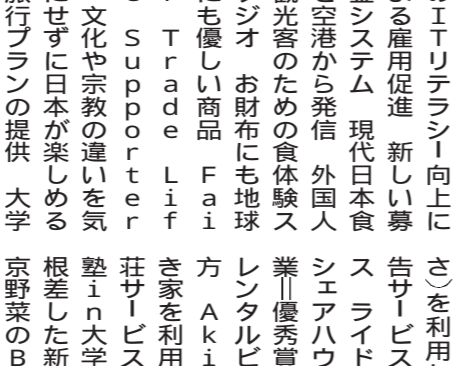 ＩＴリテラシー向上に
よる雇用促進　新しい募
金システム　現代日本食
を空港から発信　外国人
観光客のための食体験ス
タジオ　お財布にも地球
にも優しい商品　Ｆａｉ
ｒ　Ｔｒａｄｅ　Ｌｉｆ
ｅ　Ｓｕｐｐｏｒｔｅｒ
文化や宗教の違いを気
にせずに日本が楽しめる
旅行プランの提供　大学
さ）を利用
告サービス
ス　ライド
シェアハウ
業＝優秀賞
レンタルビ
方　Ａｋｉ
き家を利用
荘サービス
塾ｉｎ大学
根差した新
京野菜のＢ